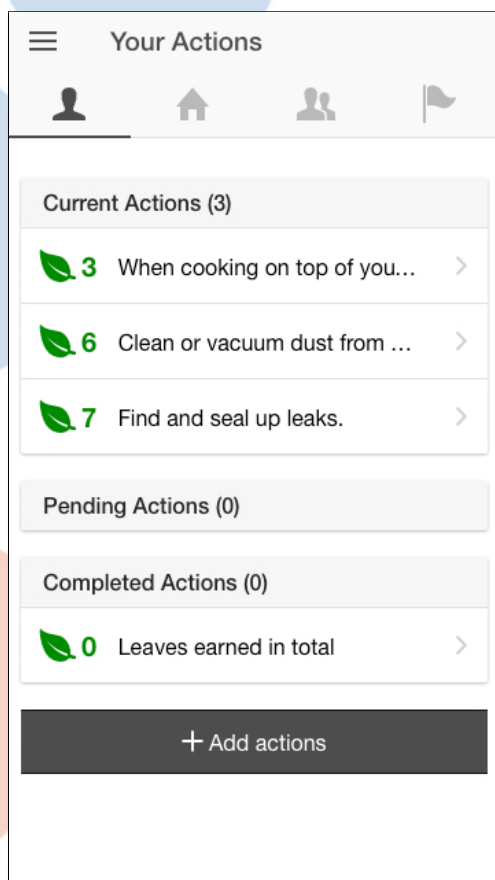 Your Actions
Current Actions (3)
3 When cooking on top of you...
6 Clean or vacuum dust from ...
7 Find and seal up leaks.
Pending Actions (0)
Completed Actions (0)
0 Leaves earned in total
+ Add actions